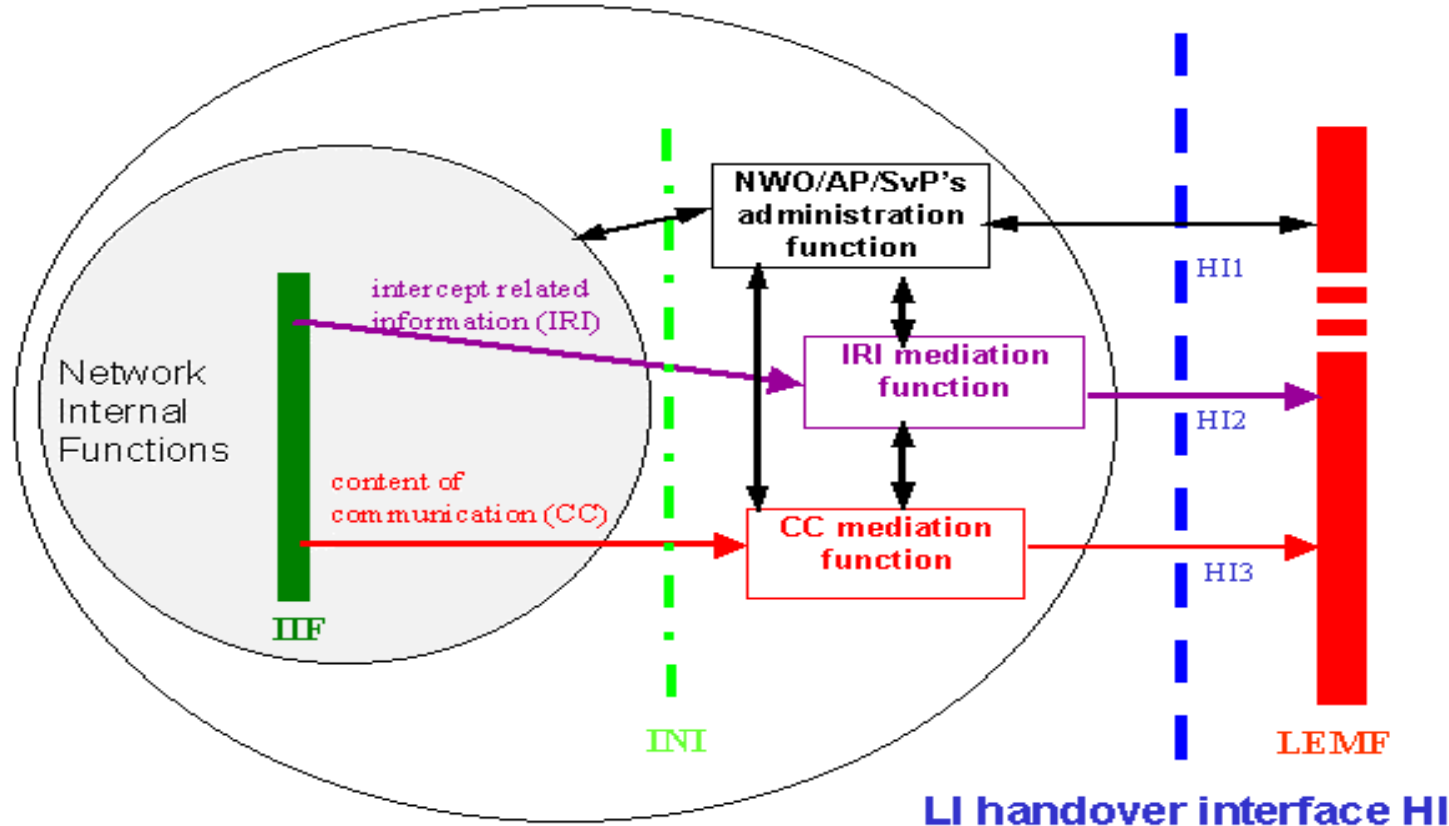 NWO/AP/SvP's
administration
function
HI1
intercept related
information (IRI)
IRI mediation
function
Network
Internal
Functions
HI2
content of
communication (CC)
CC mediation
function
HI3
IIF
INI
LEMF
LI handover interface HI